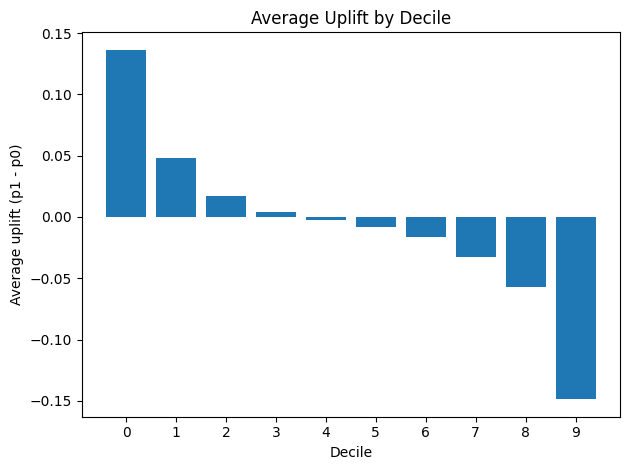 Average Uplift by Decile
Average uplift (p1 - p0)
0.15
0.10
0.05
0.00
−0.05
−0.10
−0.15
0 1 2 3 4 5 6 7 8 9
Decile